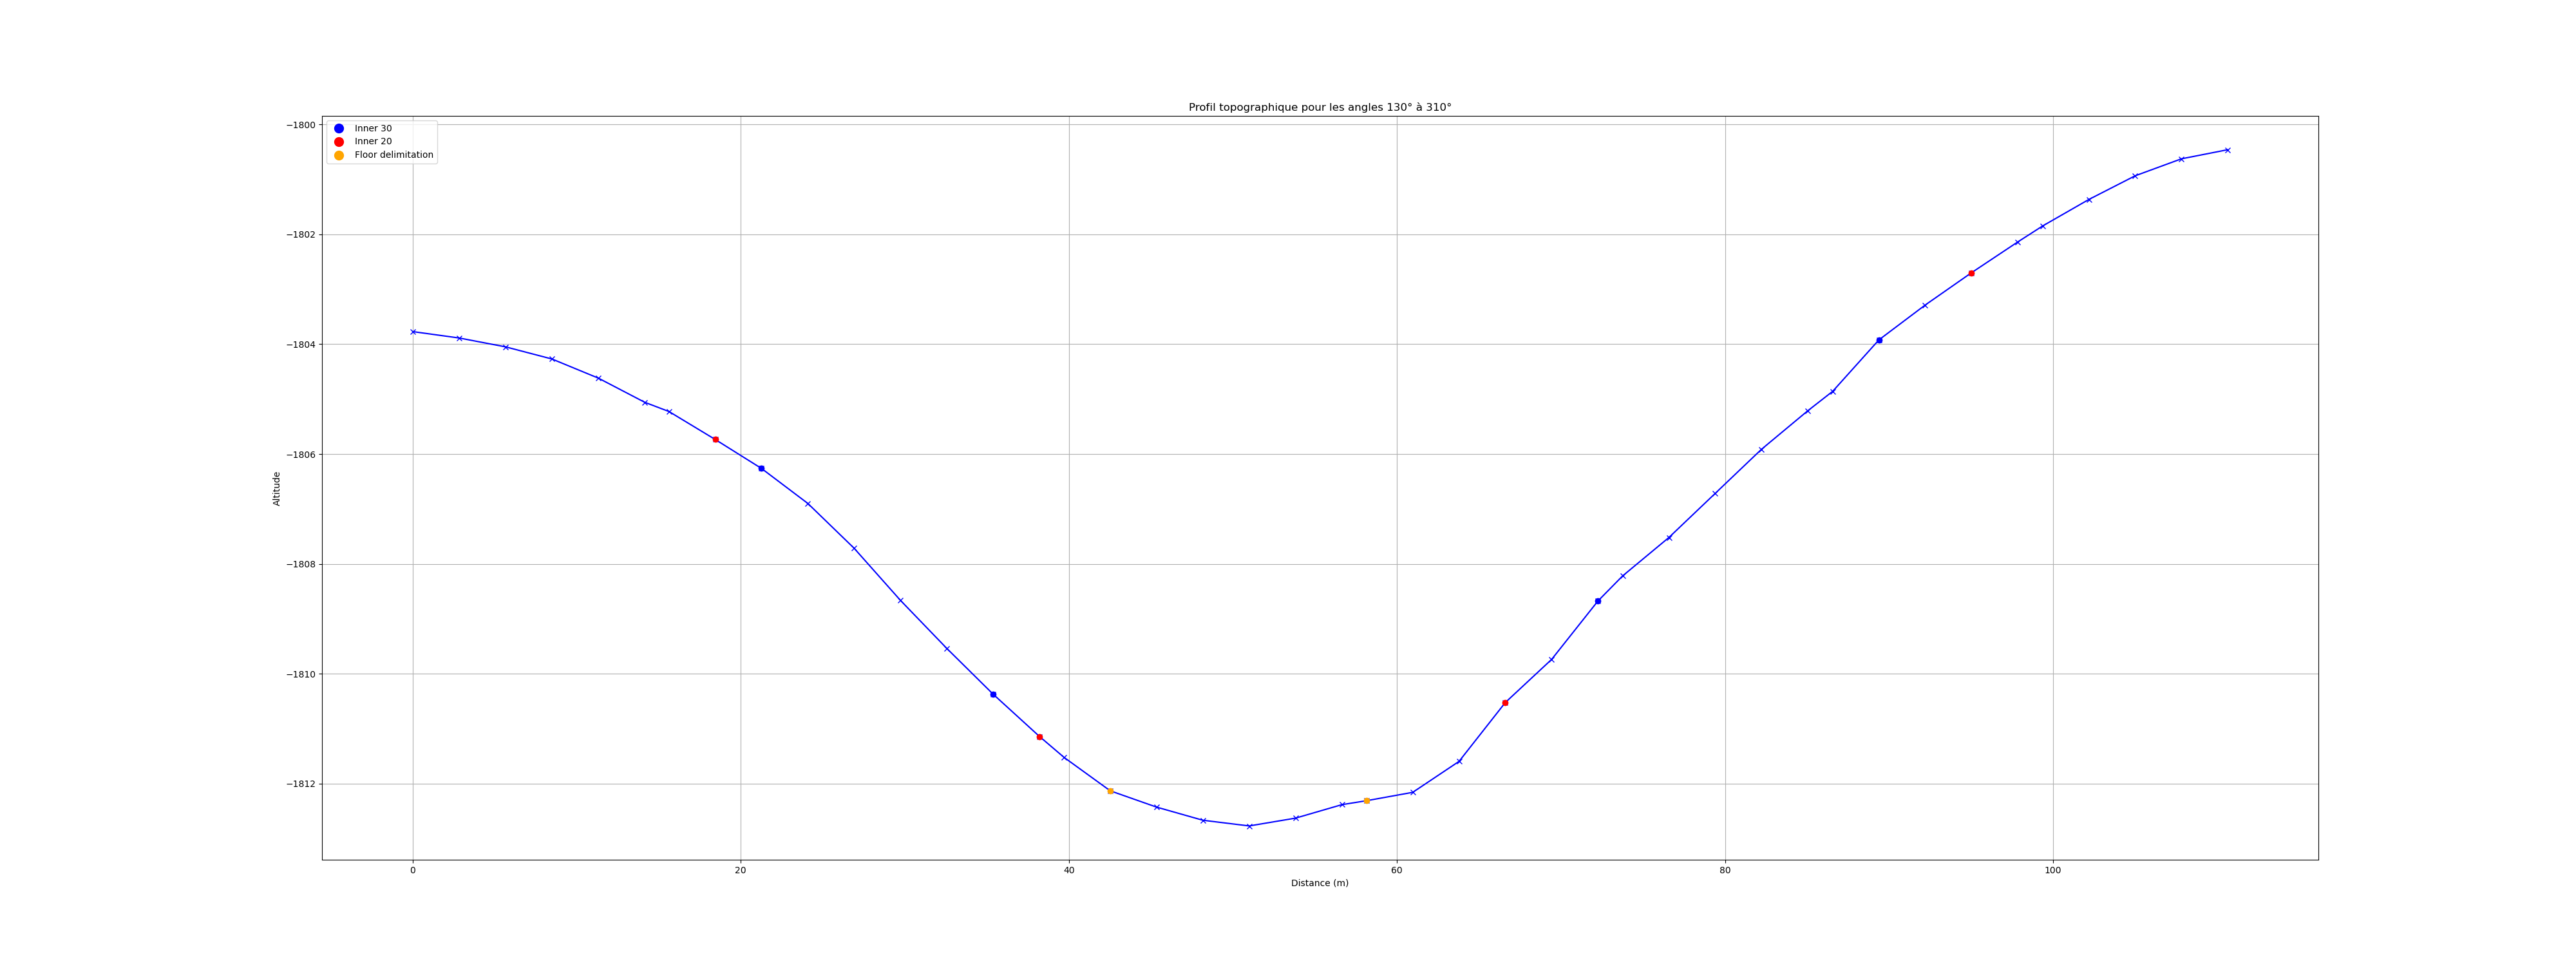 Profil topographique pour les angles 130° à 310°
Inner 30
Inner 20
Floor delimitation
−1800
−1802
−1804
−1806
−1808
−1810
−1812
Altitude
0 20 40 60 80 100
Distance (m)